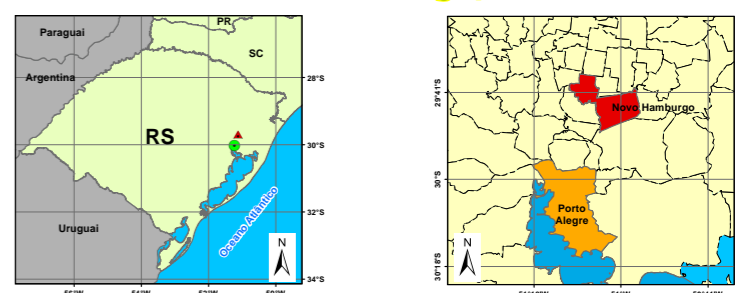 Paraguai
PR
SC
Argentina
28°S
RS
30°S
Uruguai
Oceano Atlântico
32°S
N
34°S
29°41
Novo Hamburgo
30°S
Porto
Alegre
N
30°18'S